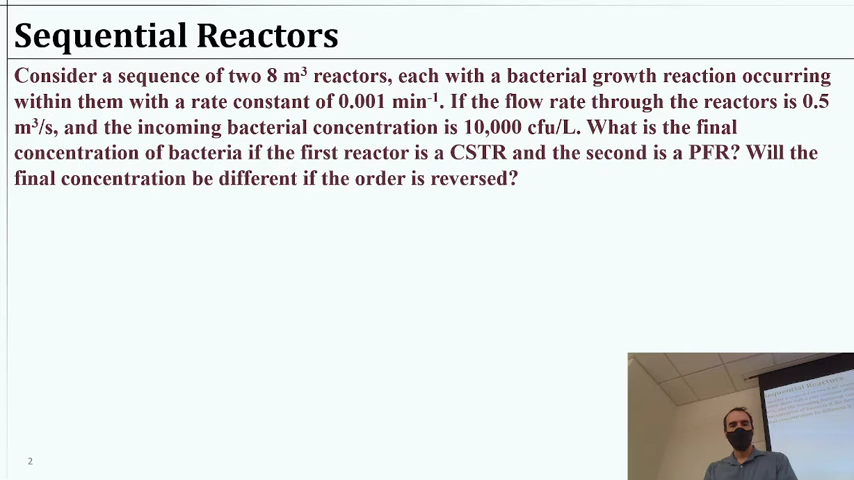 Sequential Reactors
Consider a sequence of two 8 m³ reactors, each with a bacterial growth reaction occurring
within them with a rate constant of 0.001 min⁻¹. If the flow rate through the reactors is 0.5
m³/s, and the incoming bacterial concentration is 10,000 cfu/L. What is the final
concentration of bacteria if the first reactor is a CSTR and the second is a PFR? Will the
final concentration be different if the order is reversed?
2
Sequential Reactors